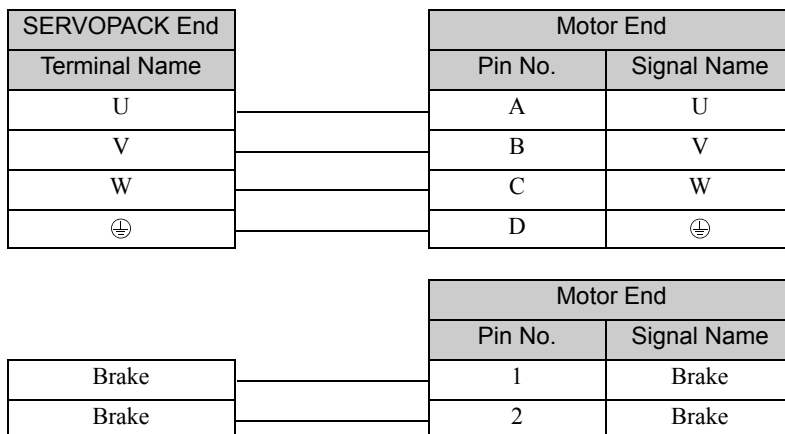 SERVOPACK End Motor End
Terminal Name Pin No. Signal Name
U A U
V B V
W C W
⏚ D ⏚
Motor End
Pin No. Signal Name
Brake 1 Brake
Brake 2 Brake